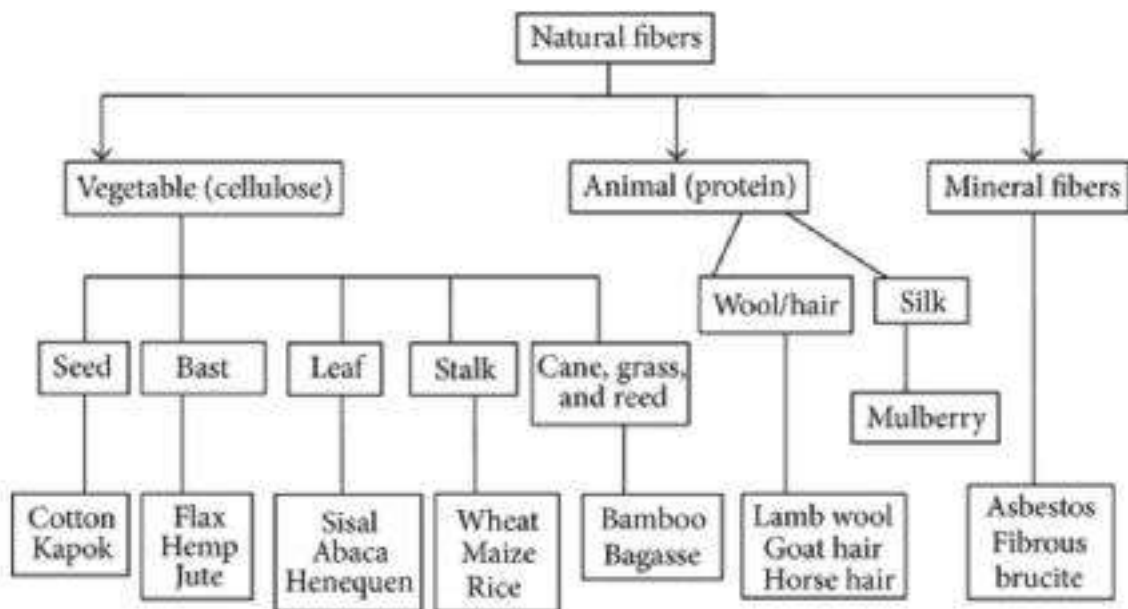 Natural fibers
Vegetable (cellulose)
Animal (protein)
Mineral fibers
Wool/hair
Silk
Seed
Bast
Leaf
Stalk
Cane, grass,
and reed
Mulberry
Cotton
Kapok
Flax
Hemp
Jute
Sisal
Abaca
Henequen
Wheat
Maize
Rice
Bamboo
Bagasse
Lamb wool
Goat hair
Horse hair
Asbestos
Fibrous
brucite